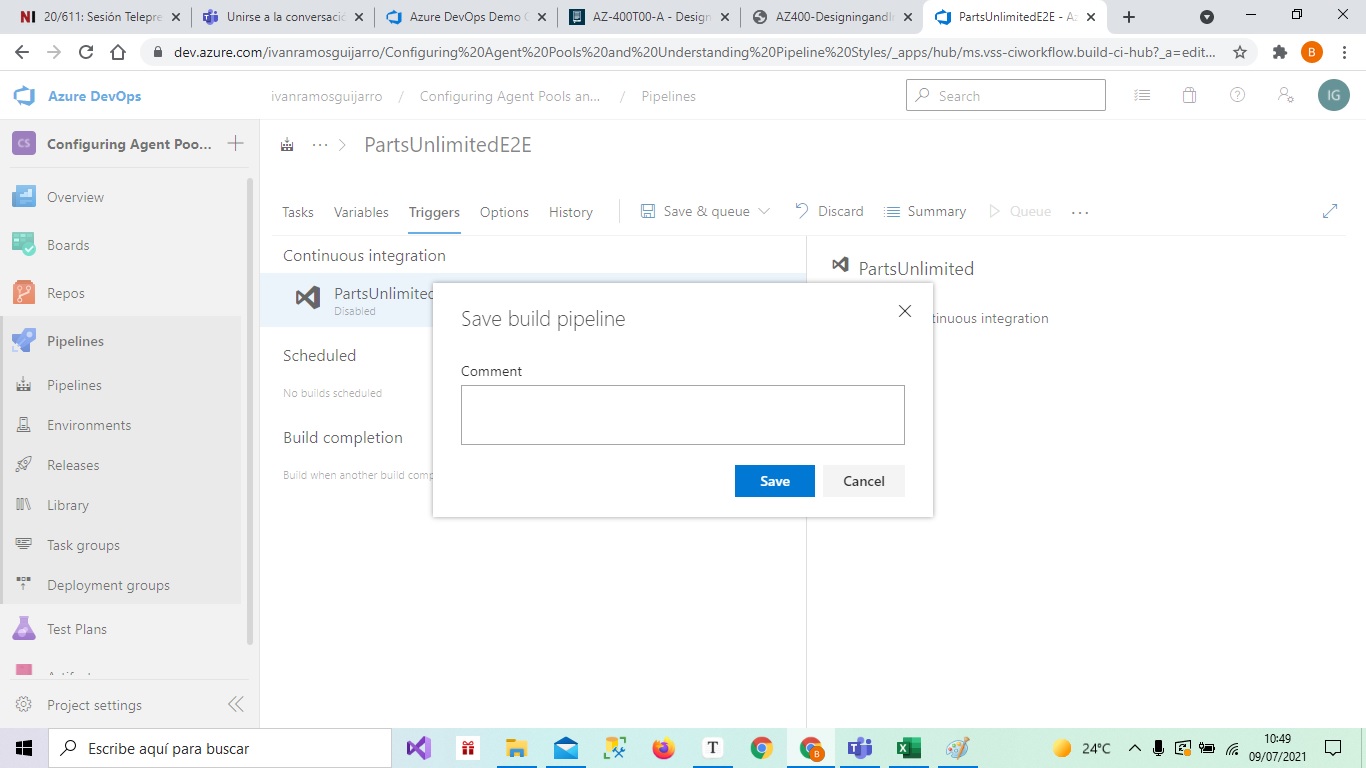 20/611: Sesión Telepre
Unirse a la conversació
Azure DevOps Demo G
AZ-400T00-A - Design
AZ400-DesigningandI
PartsUnlimitedE2E - Az
dev.azure.com/ivanramosguijarro/Configuring%20Agent%20Pools%20and%20Understanding%20Pipeline%20Styles/_apps/hub/ms.vss-ciworkflow.build-ci-hub?_a=edit...
B
Azure DevOps
ivanramosguijarro / Configuring Agent Pools an... / Pipelines
Search
IG
CS
Configuring Agent Poo...
PartsUnlimitedE2E
Overview
Boards
Repos
Pipelines
Pipelines
Environments
Releases
Library
Task groups
Deployment groups
Test Plans
Project settings
Tasks Variables Triggers Options History
Save & queue Discard Summary Queue ...
Continuous integration
PartsUnlimited
Disabled
Scheduled
No builds scheduled
Build completion
Build when another build comp
PartsUnlimited
tinuous integration
Save build pipeline
Comment
Save
Cancel
Escribe aquí para buscar
24°C
10:49
09/07/2021